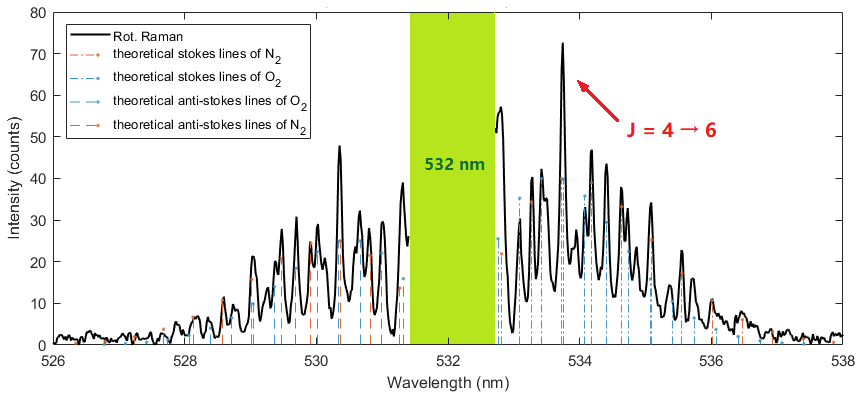 Rot. Raman
theoretical stokes lines of N2
theoretical stokes lines of O2
theoretical anti-stokes lines of O2
theoretical anti-stokes lines of N2
532 nm
J = 4 → 6
Intensity (counts)
80
70
60
50
40
30
20
10
0
526
528
530
532
534
536
538
Wavelength (nm)